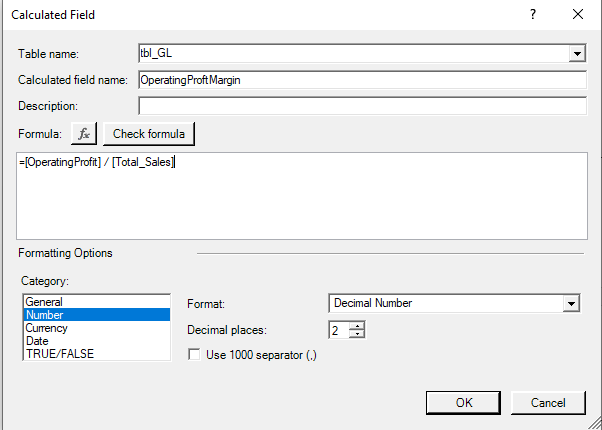 Calculated Field ? ×
Table name: tbl_GL
Calculated field name: OperatingProftMargin
Description:
Formula: fx Check formula
=[OperatingProfit] / [Total_Sales]
Formatting Options
Category:
General
Number
Currency
Date
TRUE/FALSE
Format: Decimal Number
Decimal places: 2
Use 1000 separator (,)
OK Cancel